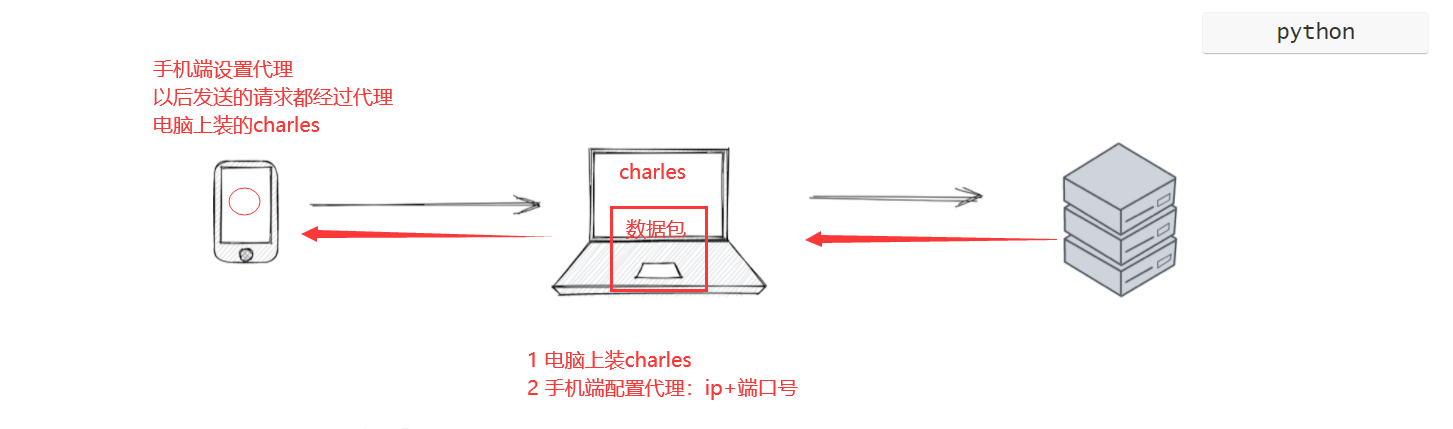 python
手机端设置代理
以后发送的请求都经过代理
电脑上装的charles
charles
数据包
1 电脑上装charles
2 手机端配置代理：ip+端口号